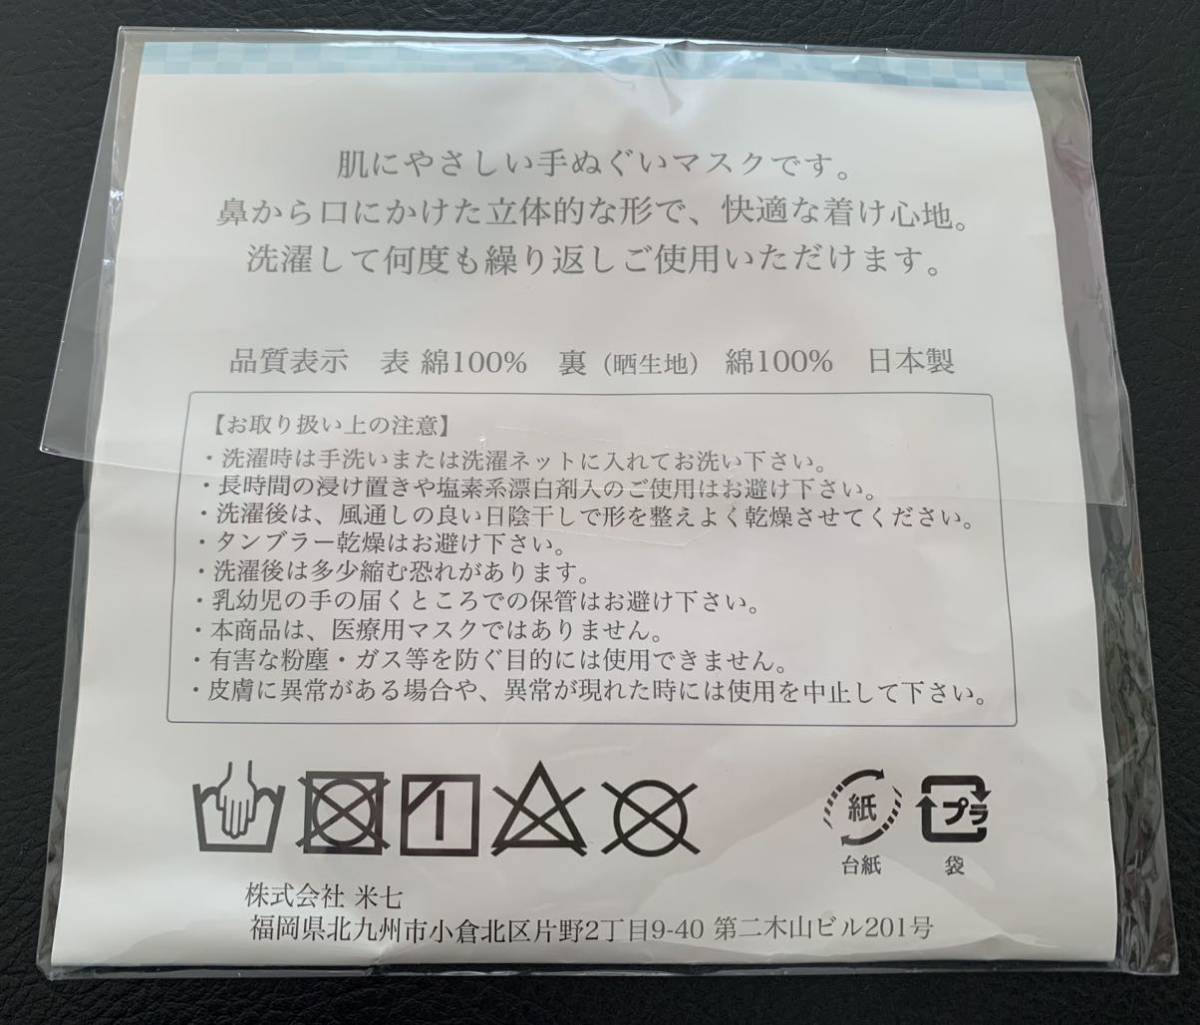 肌にやさしい手ぬぐいマスクです。
鼻から口にかけた立体的な形で、快適な着け心地。
洗濯して何度も繰り返しご使用いただけます。
品質表示　表 綿100%　裏（晒生地） 綿100%　日本製
【お取り扱い上の注意】
・洗濯時は手洗いまたは洗濯ネットに入れてお洗い下さい。
・長時間の浸け置きや塩素系漂白剤入のご使用はお避け下さい。
・洗濯後は、風通しの良い日陰干しで形を整えよく乾燥させてください。
・タンブラー乾燥はお避け下さい。
・洗濯後は多少縮む恐れがあります。
・乳幼児の手の届くところでの保管はお避け下さい。
・本商品は、医療用マスクではありません。
・有害な粉塵・ガス等を防ぐ目的には使用できません。
・皮膚に異常がある場合や、異常が現れた時には使用を中止して下さい。
紙 プラ
台紙 袋
株式会社 米七
福岡県北九州市小倉北区片野2丁目9-40 第二木山ビル201号